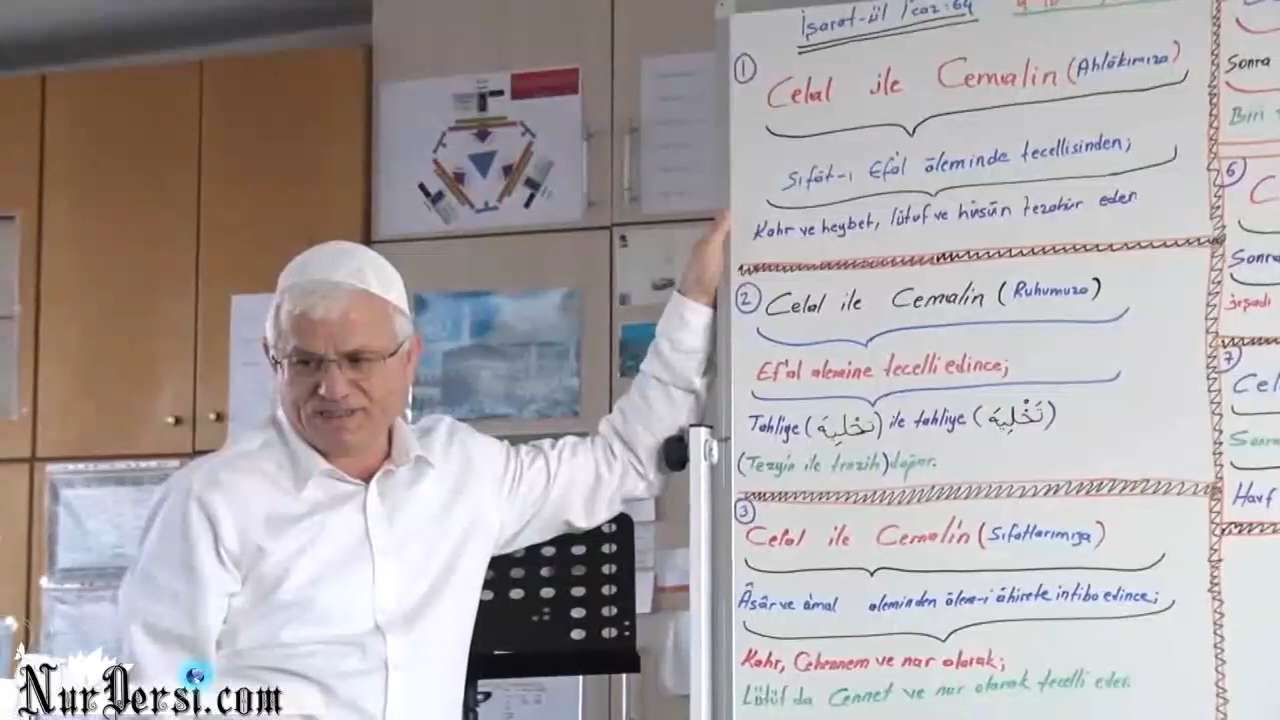 İşarat-ül İ'caz: 64
1
Celal ile Cemalin (Ahlâkımıza)
Sıfât-ı Ef'al âleminde tecellisinden;
Kahr ve heybet, lütuf ve hüsün tezahür eder
2
Celal ile Cemalin (Ruhumuza)
Ef'al alemine tecelli edince;
Tahliye (تخلِيَه) ile tahliye (تَخْلِيَه)
(Tezyin ile tenzih) doğar.
3
Celal ile Cemalin (Sıfatlarımıza)
Âsâr ve âmal aleminden âlem-i âhirete intiba edince;
Kahr, Cehennem ve nar olarak;
Lütuf da Cennet ve nur olarak tecelli eder.
Sonra
Biri
6
C
Sonra
İrşadi
7
Cel
Sonra
Harf
NurDersi.com